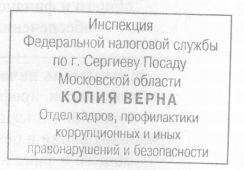 Инспекция
Федеральной налоговой службы
по г. Сергиеву Посаду
Московской области
КОПИЯ ВЕРНА
Отдел кадров, профилактики
коррупционных и иных
правонарушений и безопасности